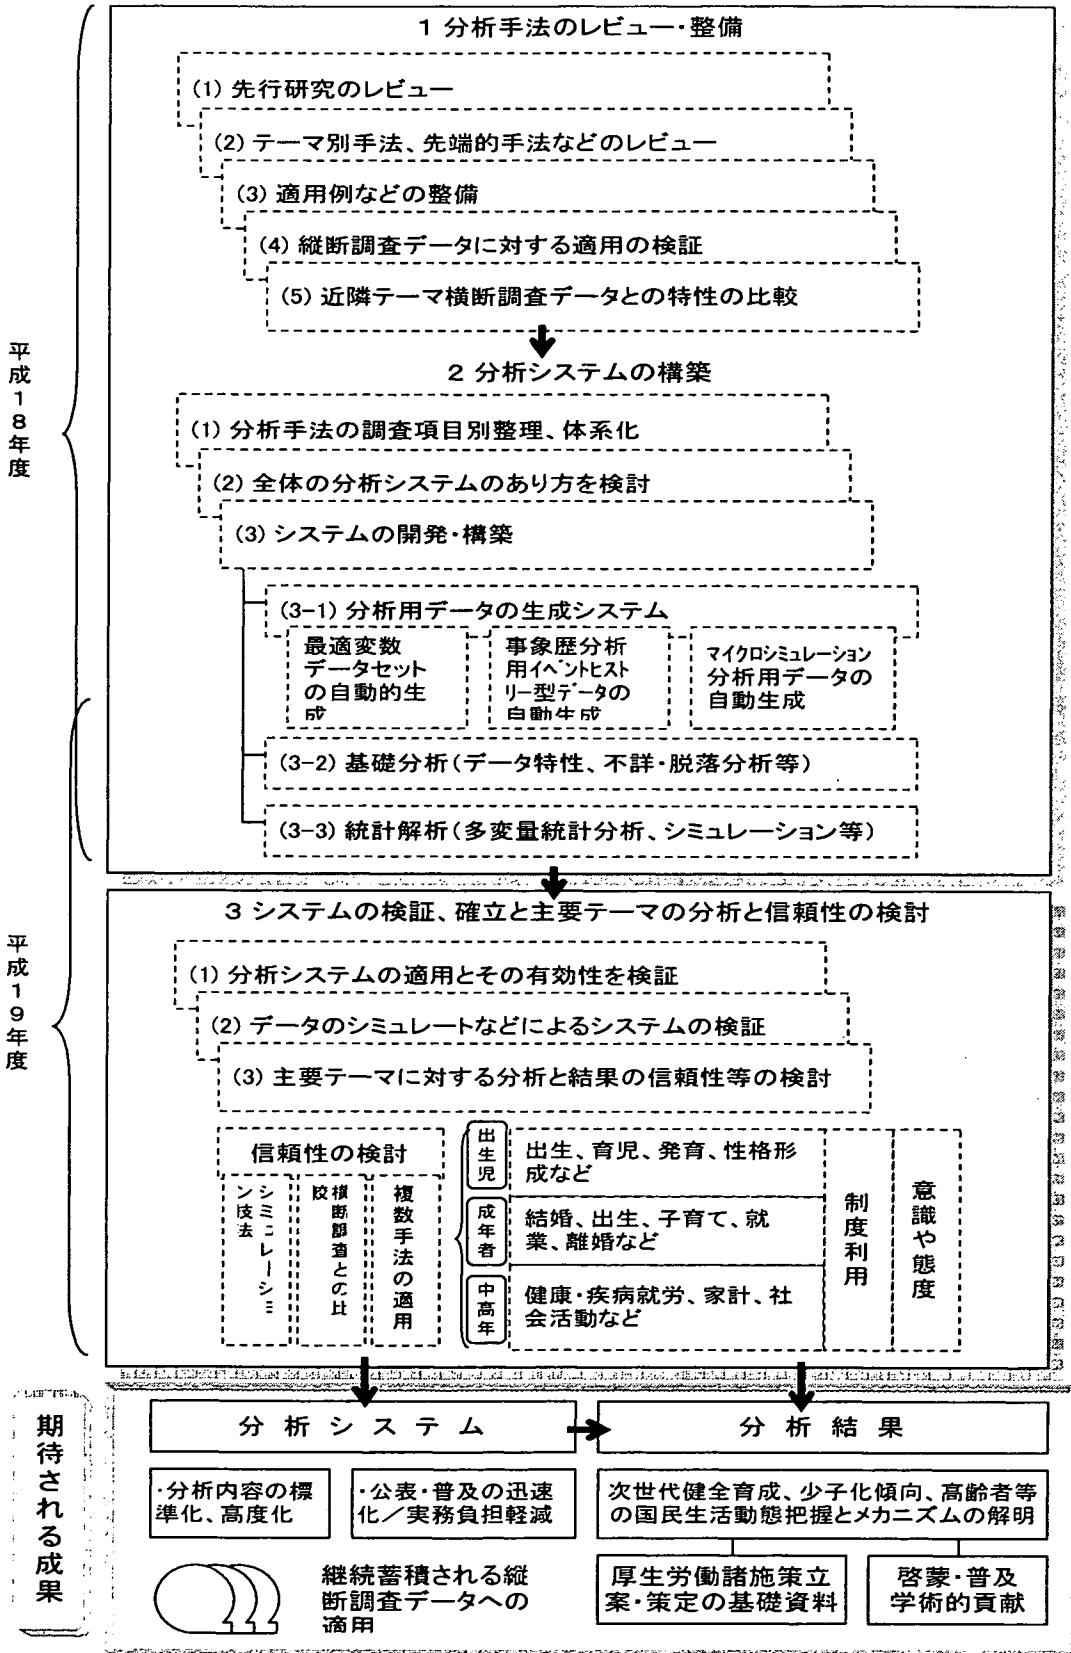 平成18年度
1 分析手法のレビュー・整備
(1) 先行研究のレビュー
(2) テーマ別手法、先端的手法などのレビュー
(3) 適用例などの整備
(4) 縦断調査データに対する適用の検証
(5) 近隣テーマ横断調査データとの特性の比較
2 分析システムの構築
(1) 分析手法の調査項目別整理、体系化
(2) 全体の分析システムのあり方を検討
(3) システムの開発・構築
(3-1) 分析用データの生成システム
最適変数
データセット
の自動的生
成
事象歴分析
用イベントヒスト
リー型データの
自動生成
マイクロシミュレーション
分析用データの
自動生成
(3-2) 基礎分析(データ特性、不詳・脱落分析等)
(3-3) 統計解析(多変量統計分析、シミュレーション等)
平成19年度
3 システムの検証、確立と主要テーマの分析と信頼性の検討
(1) 分析システムの適用とその有効性を検証
(2) データのシミュレートなどによるシステムの検証
(3) 主要テーマに対する分析と結果の信頼性等の検討
信頼性の検討
複数手法の適用
横断調査との比
較
シミュレーショ
ン技法
出生児
出生、育児、発育、性格形
成など
成年者
結婚、出生、子育て、就
業、離婚など
中高年
健康・疾病就労、家計、社
会活動など
制度利用
意識や態度
期待される成果
分析システム
分析結果
・分析内容の標
準化、高度化
・公表・普及の迅速
化／実務負担軽減
次世代健全育成、少子化傾向、高齢者等
の国民生活動態把握とメカニズムの解明
継続蓄積される縦
断調査データへの
適用
厚生労働諸施策立
案・策定の基礎資料
啓蒙・普及
学術的貢献